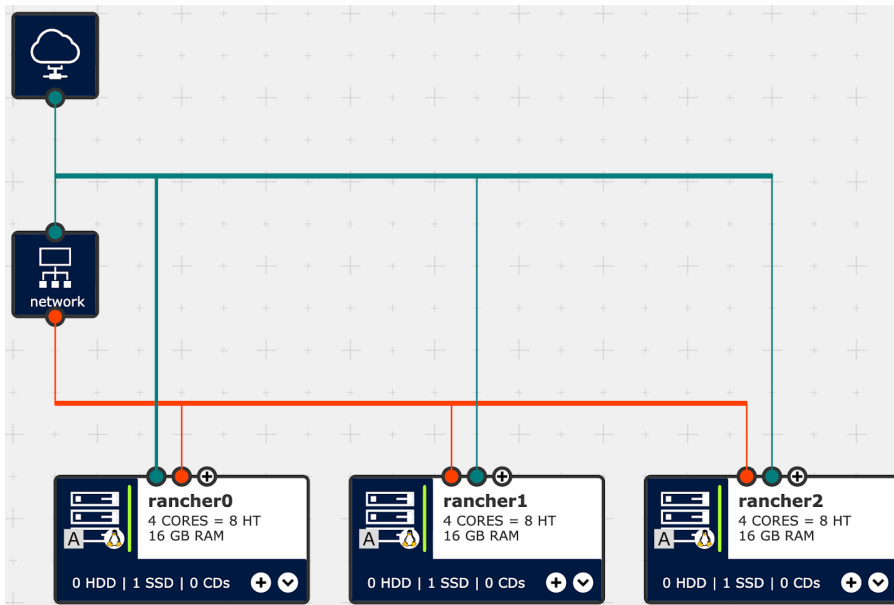 network
rancher0
4 CORES = 8 HT
16 GB RAM
A
0 HDD | 1 SSD | 0 CDs
rancher1
4 CORES = 8 HT
16 GB RAM
A
0 HDD | 1 SSD | 0 CDs
rancher2
4 CORES = 8 HT
16 GB RAM
A
0 HDD | 1 SSD | 0 CDs